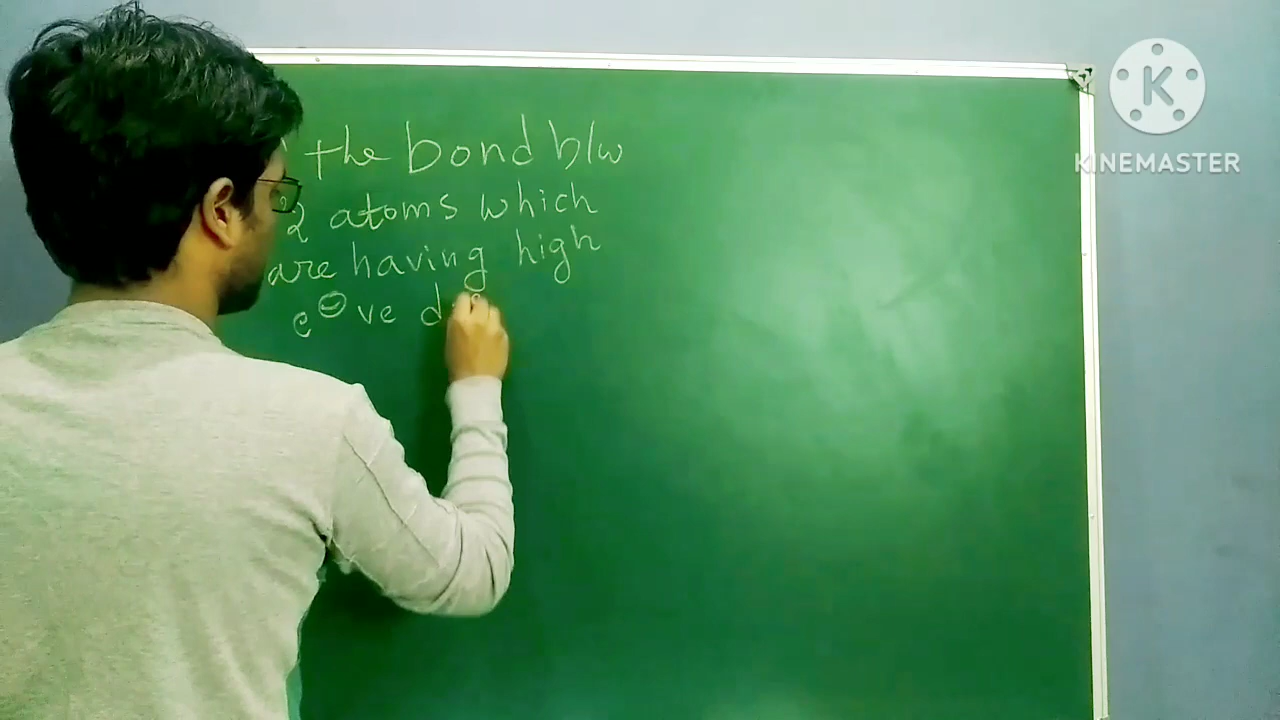 the bond b/w
2 atoms which
are having high
e⊖ve
K
KINEMASTER